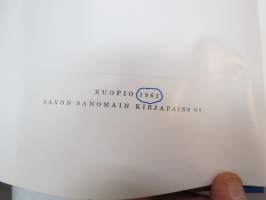 KUOPIO 1962
SAVON SANOMAIN KIRJAPAINO OY